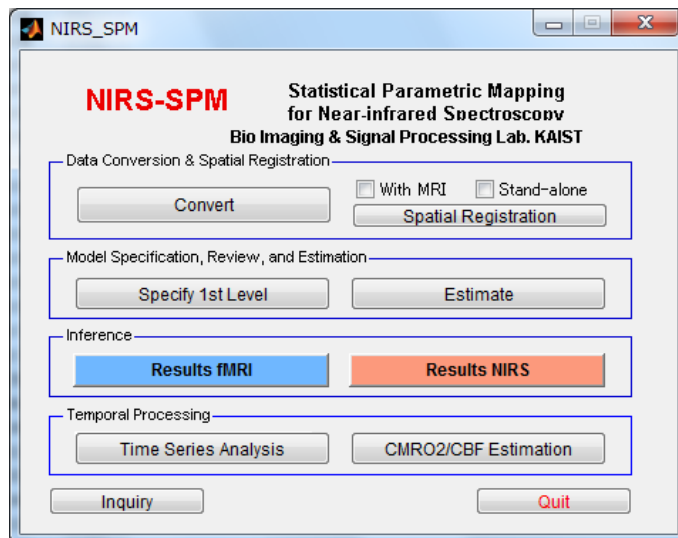 NIRS_SPM
NIRS-SPM
Statistical Parametric Mapping
for Near-infrared Spectroscopy
Bio Imaging & Signal Processing Lab. KAIST
Data Conversion & Spatial Registration
Convert
With MRI
Stand-alone
Spatial Registration
Model Specification, Review, and Estimation
Specify 1st Level
Estimate
Inference
Results fMRI
Results NIRS
Temporal Processing
Time Series Analysis
CMRO2/CBF Estimation
Inquiry
Quit